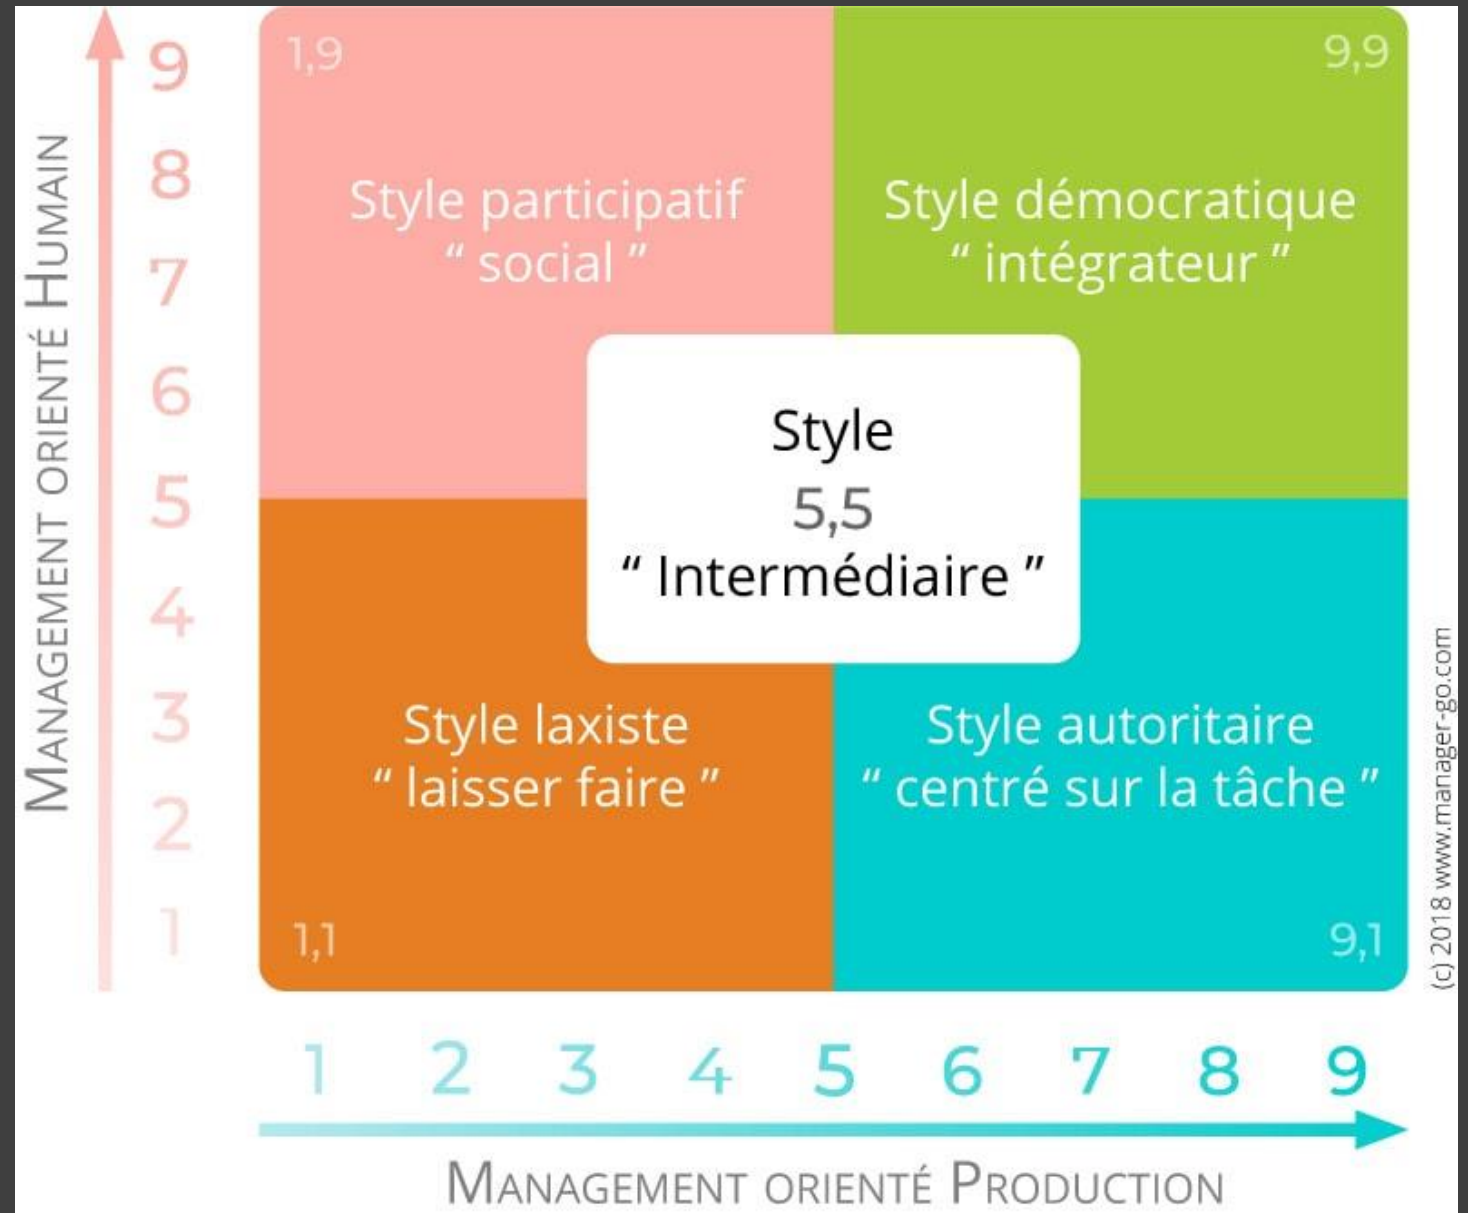 MANAGEMENT ORIENTÉ HUMAIN
9
8
7
6
5
4
3
2
1
1,9
Style participatif
“ social ”
9,9
Style démocratique
“ intégrateur ”
Style
5,5
“ Intermédiaire ”
Style laxiste
“ laisser faire ”
1,1
Style autoritaire
“ centré sur la tâche ”
9,1
1 2 3 4 5 6 7 8 9
MANAGEMENT ORIENTÉ PRODUCTION
(c) 2018 www.manager-go.com